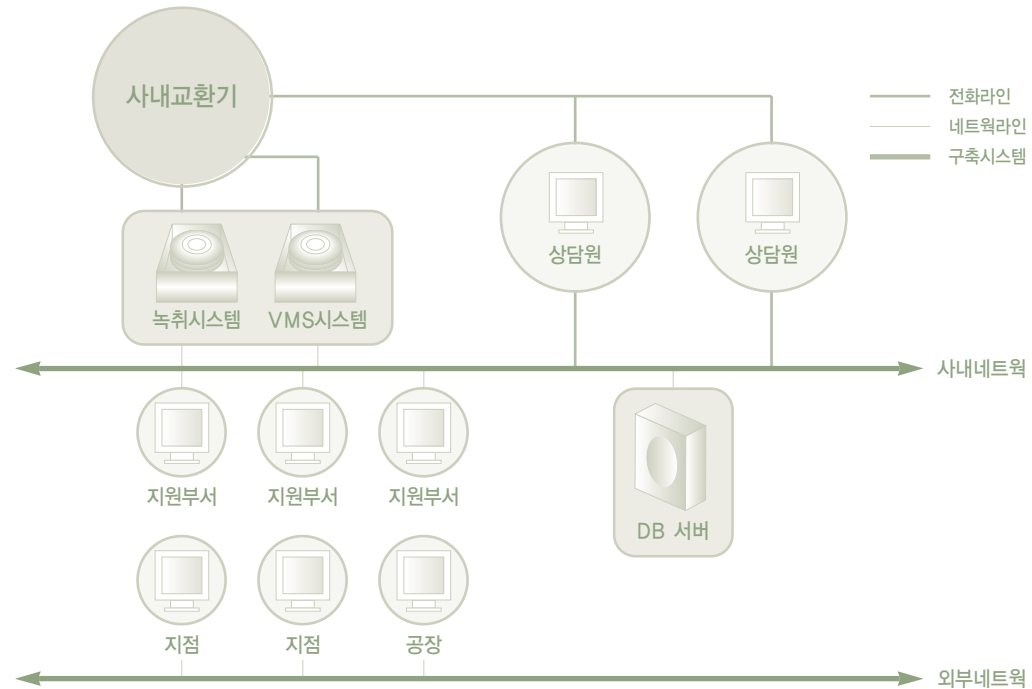 사내교환기
전화라인
네트웍라인
구축시스템
상담원
상담원
녹취시스템
VMS시스템
사내네트웍
지원부서
지원부서
지원부서
DB 서버
지점
지점
공장
외부네트웍